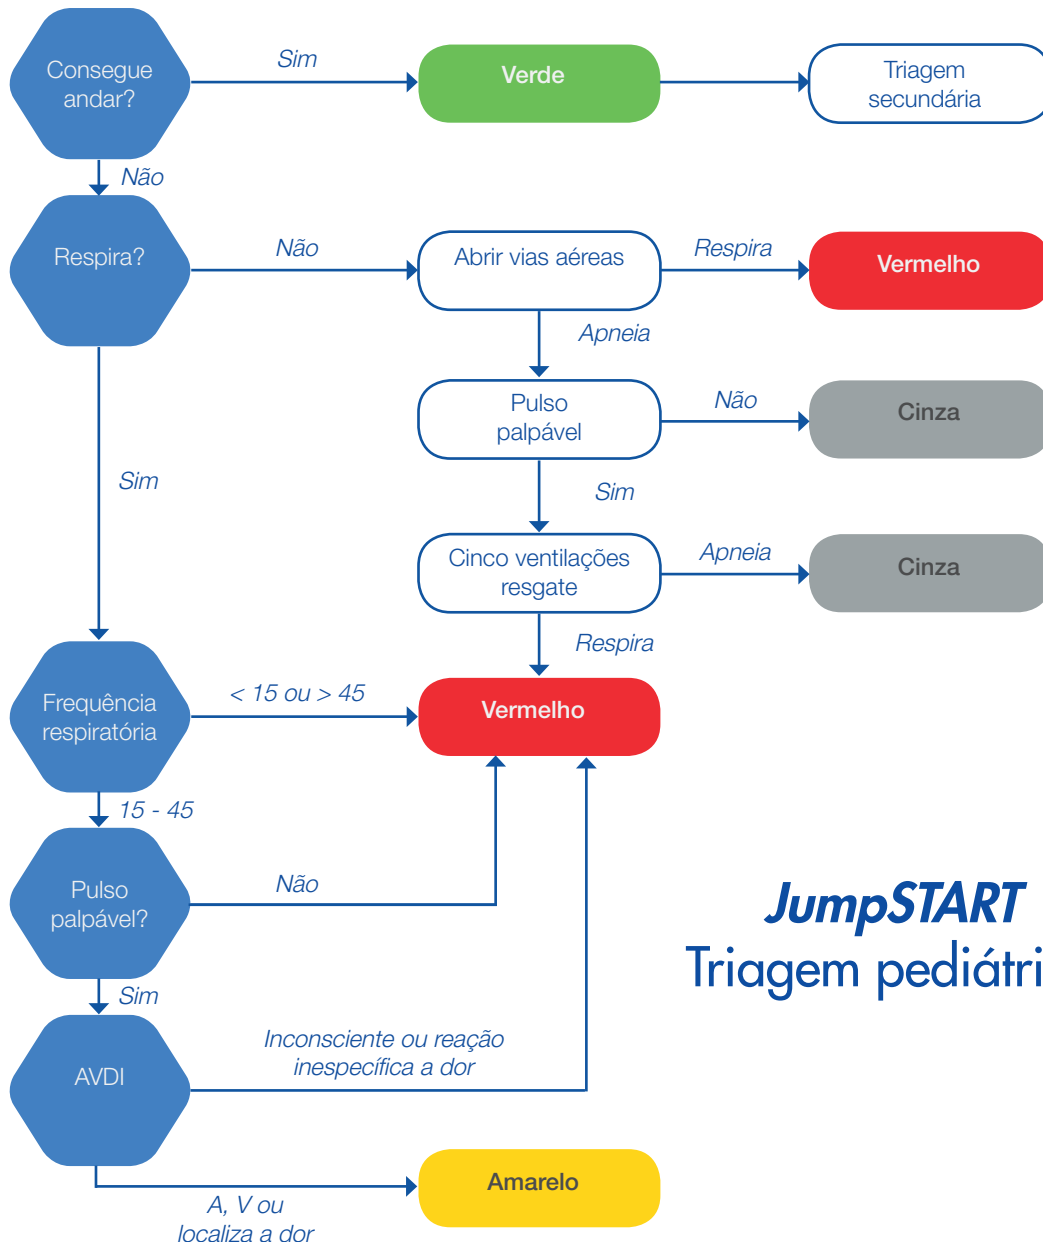 Consegue
andar?
Sim
Verde
Triagem
secundária
Não
Respira?
Não
Abrir vias aéreas
Respira
Vermelho
Apneia
Pulso
palpável
Não
Cinza
Sim
Sim
Cinco ventilações
resgate
Apneia
Cinza
Respira
Frequência
respiratória
< 15 ou > 45
Vermelho
15 - 45
Pulso
palpável?
Não
JumpSTART
Triagem pediátri
Sim
AVDI
Inconsciente ou reação
inespecífica a dor
Amarelo
A, V ou
localiza a dor